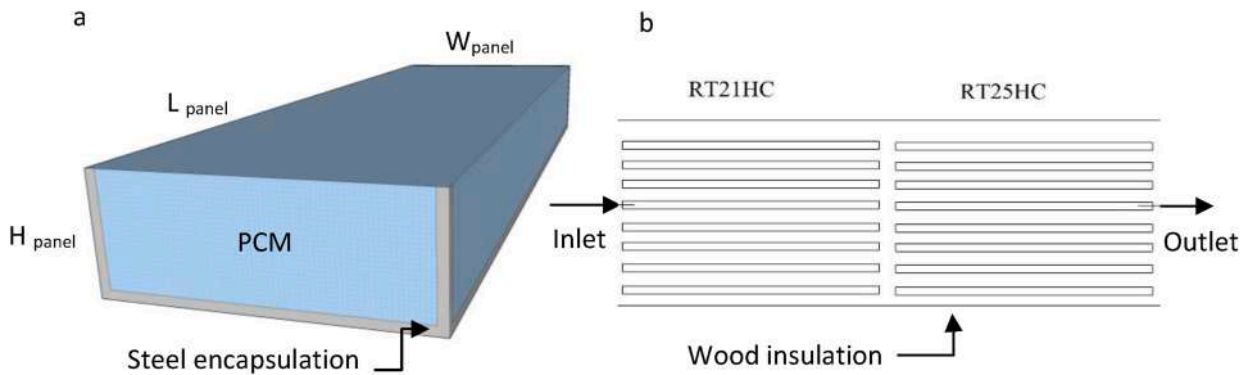 a
W panel
L panel
H panel
PCM
Steel encapsulation
b
RT21HC
RT25HC
Inlet
Outlet
Wood insulation